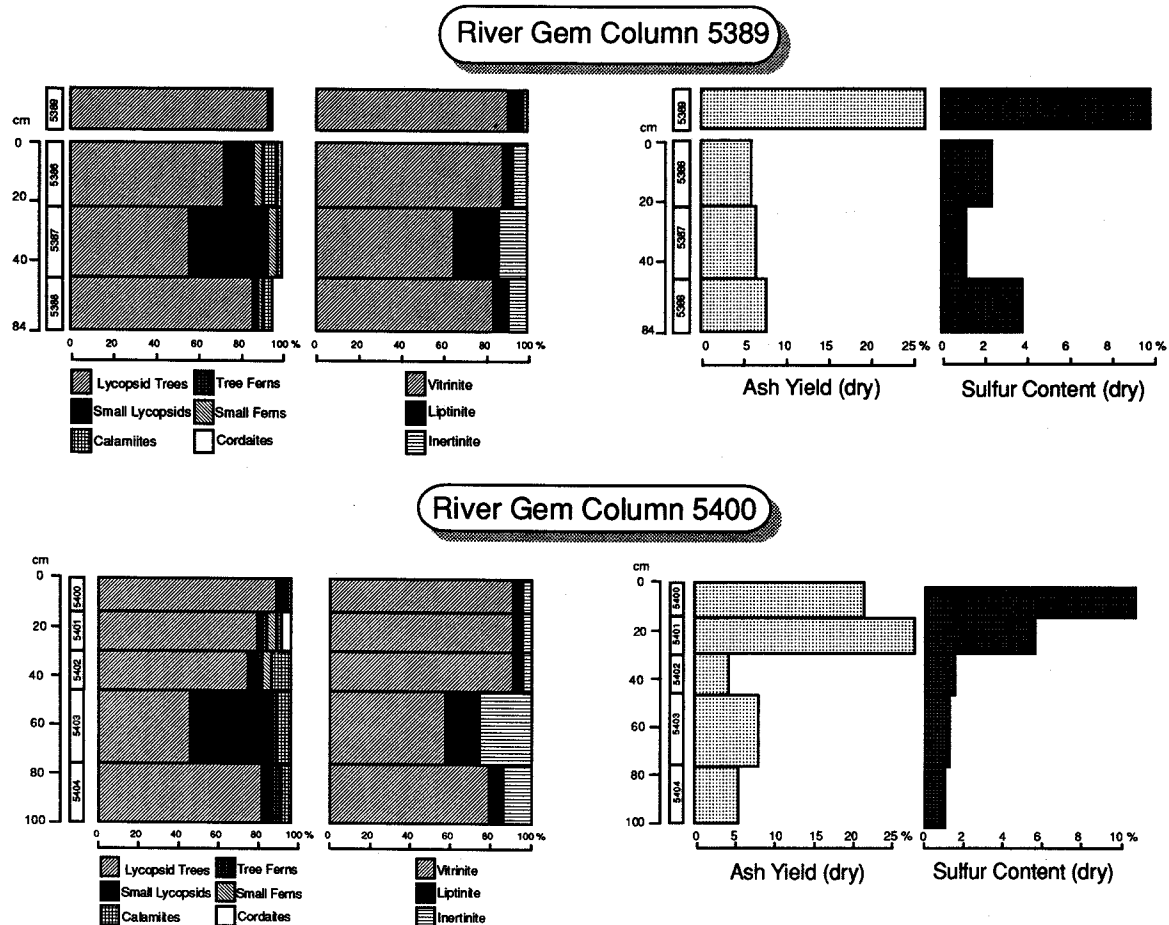 River Gem Column 5389
5389
cm
0
20
40
84
5386
5387
5388
0 20 40 60 80 100 %
Lycopsid Trees Tree Ferns
Small Lycopsids Small Ferns
Calamiites Cordaites
Vitrinite
Liptinite
Inertinite
5389
cm
0
20
40
84
5386
5387
5388
0 5 10 15 20 25 %
Ash Yield (dry)
0 2 4 6 8 10 %
Sulfur Content (dry)
0 20 40 60 80 100 %
River Gem Column 5400
cm
0
20
40
60
80
100
5400
5401
5402
5403
5404
0 20 40 60 80 100 %
Lycopsid Trees Tree Ferns
Small Lycopsids Small Ferns
Calamiites Cordaites
0 20 40 60 80 100 %
Vitrinite
Liptinite
Inertinite
cm
0
20
40
60
80
100
5400
5401
5402
5403
5404
0 5 10 15 20 25 %
Ash Yield (dry)
0 2 4 6 8 10 %
Sulfur Content (dry)